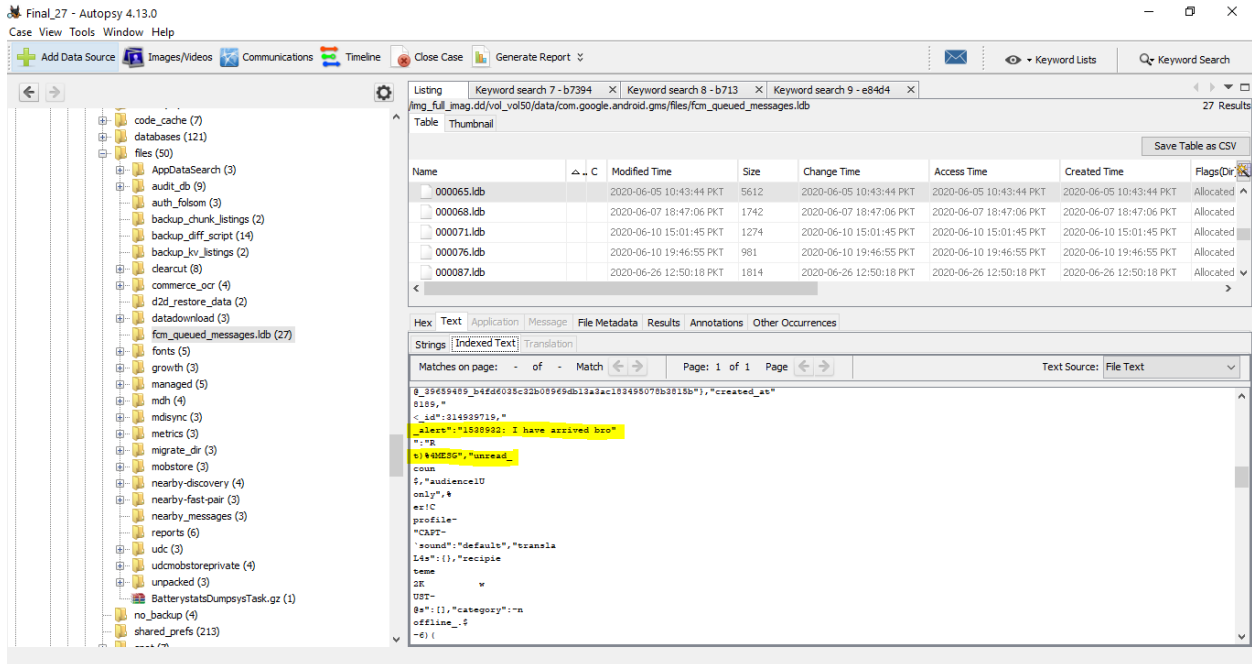 Final_27 - Autopsy 4.13.0
Case View Tools Window Help
Add Data Source Images/Videos Communications Timeline Close Case Generate Report Keyword Lists Keyword Search
code_cache (7)
databases (121)
files (50)
AppDataSearch (3)
audit_db (9)
auth_folsom (3)
backup_chunk_listings (2)
backup_diff_script (14)
backup_kv_listings (2)
clearcut (8)
commerce_ocr (4)
d2d_restore_data (2)
datadownload (3)
fcm_queued_messages.ldb (27)
fonts (5)
growth (3)
managed (5)
mdh (4)
mdisync (3)
metrics (3)
migrate_dir (3)
mobstore (3)
nearby-discovery (4)
nearby-fast-pair (3)
nearby_messages (3)
reports (6)
udc (3)
udcmobstoreprivate (4)
unpacked (3)
BatterystatsDumpsysTask.gz (1)
no_backup (4)
shared_prefs (213)
Listing Keyword search 7 - b7394 Keyword search 8 - b713 Keyword search 9 - e84d4
/img_full_imag.dd/vol_vol50/data/com.google.android.gms/files/fcm_queued_messages.ldb 27 Results
Table Thumbnail
Save Table as CSV
Name C Modified Time Size Change Time Access Time Created Time Flags(Dir
000065.ldb 2020-06-05 10:43:44 PKT 5612 2020-06-05 10:43:44 PKT 2020-06-05 10:43:44 PKT 2020-06-05 10:43:44 PKT Allocated
000068.ldb 2020-06-07 18:47:06 PKT 1742 2020-06-07 18:47:06 PKT 2020-06-07 18:47:06 PKT 2020-06-07 18:47:06 PKT Allocated
000071.ldb 2020-06-10 15:01:45 PKT 1274 2020-06-10 15:01:45 PKT 2020-06-10 15:01:45 PKT 2020-06-10 15:01:45 PKT Allocated
000076.ldb 2020-06-10 19:46:55 PKT 981 2020-06-10 19:46:55 PKT 2020-06-10 19:46:55 PKT 2020-06-10 19:46:55 PKT Allocated
000087.ldb 2020-06-26 12:50:18 PKT 1814 2020-06-26 12:50:18 PKT 2020-06-26 12:50:18 PKT 2020-06-26 12:50:18 PKT Allocated
Hex Text Application Message File Metadata Results Annotations Other Occurrences
Strings Indexed Text Translation
Matches on page: - of - Match Page: 1 of 1 Page Text Source: File Text
@_39659489_b4fd6035c32b08969db13a3ac183495078b3815b"},"created_at"
8189,"
<_id":314939719,"
_alert":"1538932: I have arrived bro"
":"R
t)%4MESG","unread_
coun
$,"audience1U
only",%
er!C
profile-
"CAPT-
`sound":"default","transla
L4s":{},"recipie
teme
2K w
UST-
@s":[],"category":-n
offline_.$
-6)(